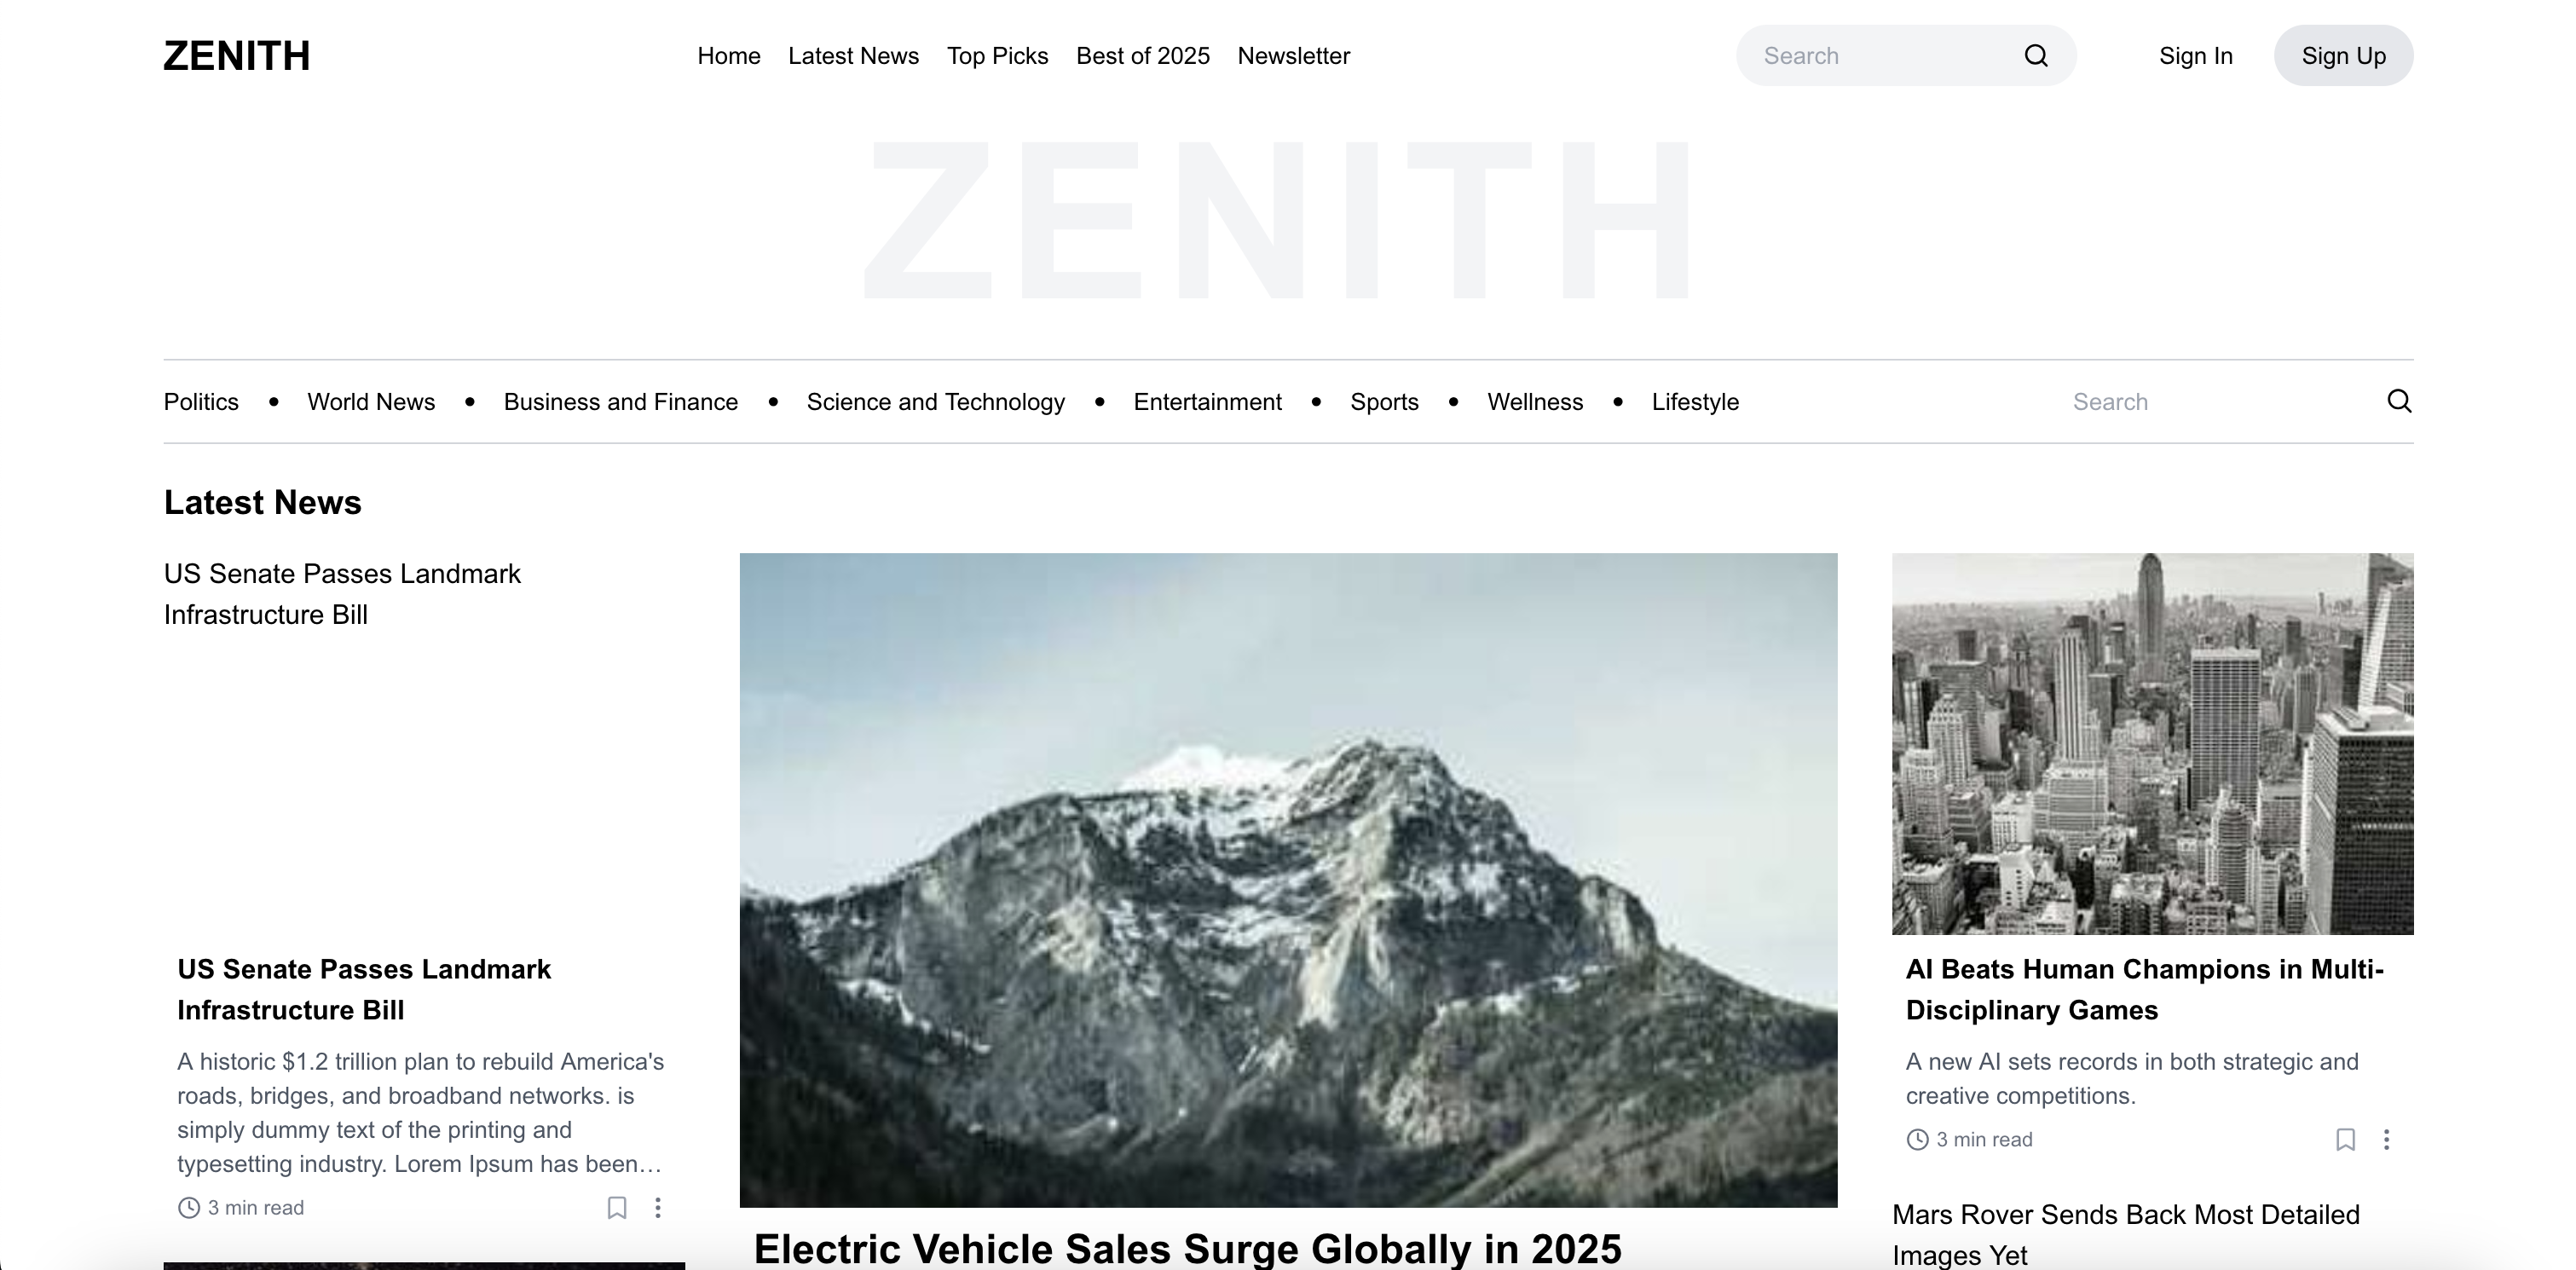 ZENITH
Home Latest News Top Picks Best of 2025 Newsletter
Search
Sign In
Sign Up
ZENITH
Politics • World News • Business and Finance • Science and Technology • Entertainment • Sports • Wellness • Lifestyle
Search
Latest News
US Senate Passes Landmark
Infrastructure Bill
US Senate Passes Landmark
Infrastructure Bill
A historic $1.2 trillion plan to rebuild America's
roads, bridges, and broadband networks. is
simply dummy text of the printing and
typesetting industry. Lorem Ipsum has been…
3 min read
Electric Vehicle Sales Surge Globally in 2025
AI Beats Human Champions in Multi-
Disciplinary Games
A new AI sets records in both strategic and
creative competitions.
3 min read
Mars Rover Sends Back Most Detailed
Images Yet